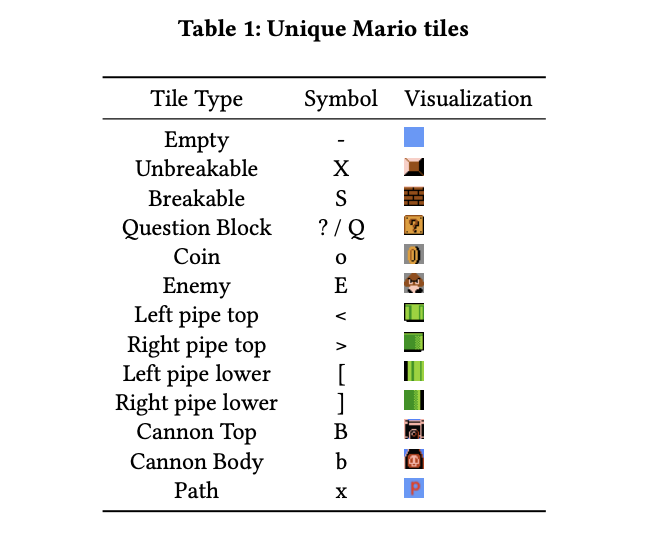 Table 1: Unique Mario tiles
Tile Type Symbol Visualization
Empty -
Unbreakable X
Breakable S
Question Block ? / Q ?
Coin o
Enemy E
Left pipe top <
Right pipe top >
Left pipe lower [
Right pipe lower ]
Cannon Top B
Cannon Body b
Path x P